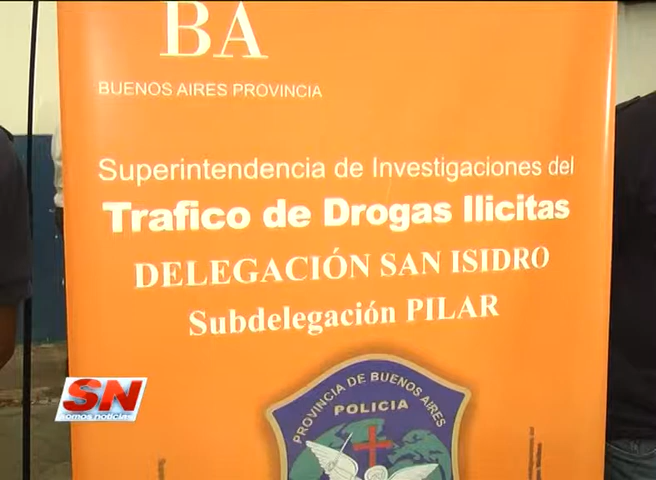 BA
BUENOS AIRES PROVINCIA
Superintendencia de Investigaciones del
Trafico de Drogas Ilicitas
DELEGACIÓN SAN ISIDRO
Subdelegación PILAR
PROVINCIA DE BUENOS AIRES
POLICIA
SN
somos noticia